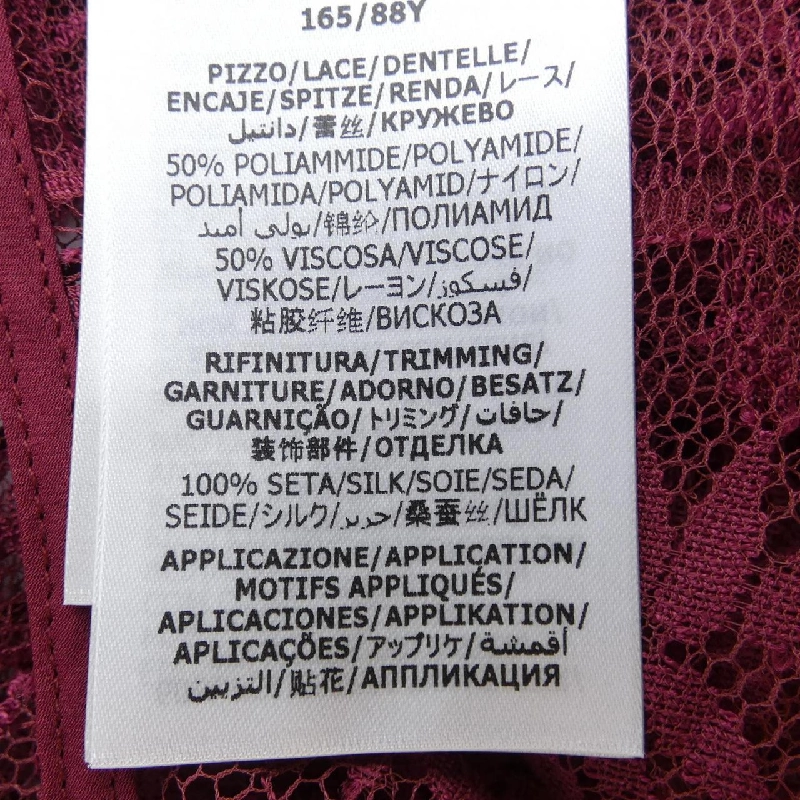 165/88Y
PIZZO/LACE/DENTELLE/
ENCAJE/SPITZE/RENDA/レース/
دانتيل/蕾丝/КРУЖЕВО
50% POLIAMMIDE/POLYAMIDE/
POLIAMIDA/POLYAMID/ナイロン/
بولي أميد/锦纶/ПОЛИАМИД
50% VISCOSA/VISCOSE/
VISKOSE/レーヨン/فسكوز/
粘胶纤维/ВИСКОЗА
RIFINITURA/TRIMMING/
GARNITURE/ADORNO/BESATZ/
GUARNIÇÃO/トリミング/حافات/
装饰部件/ОТДЕЛКА
100% SETA/SILK/SOIE/SEDA/
SEIDE/シルク/حرير/桑蚕丝/ШЁЛК
APPLICAZIONE/APPLICATION/
MOTIFS APPLIQUÉS/
APLICACIONES/APPLIKATION/
APLICAÇÕES/アップリケ/أقمشة
التزيين/贴花/АППЛИКАЦИЯ